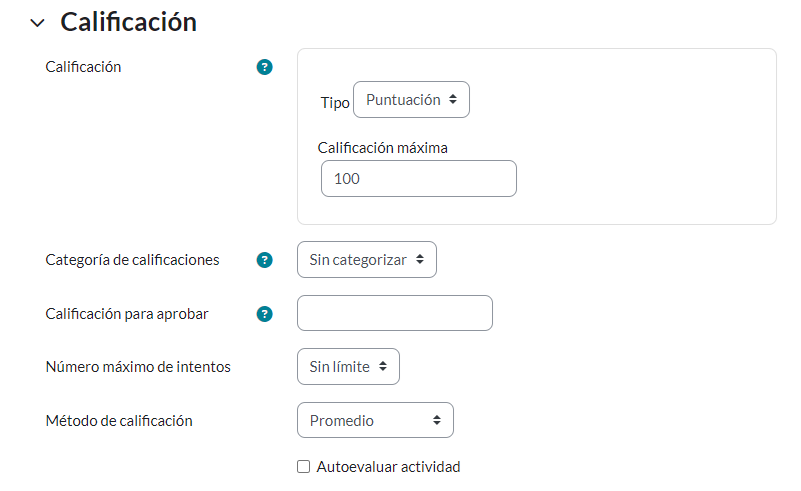 Calificación
Calificación ?
Tipo Puntuación
Calificación máxima
100
Categoría de calificaciones ? Sin categorizar
Calificación para aprobar ?
Número máximo de intentos Sin límite
Método de calificación Promedio
Autoevaluar actividad